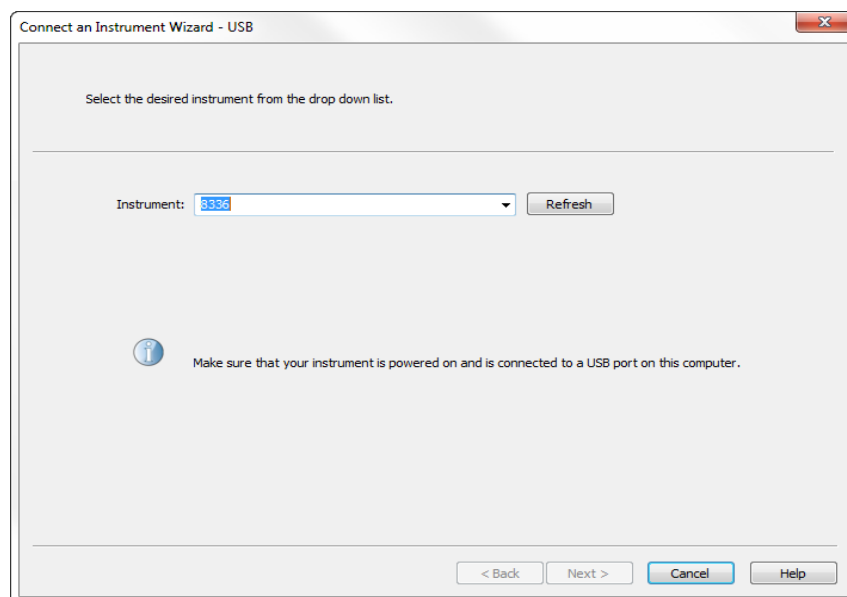 Connect an Instrument Wizard - USB
Select the desired instrument from the drop down list.
Instrument: 8336 Refresh
Make sure that your instrument is powered on and is connected to a USB port on this computer.
< Back Next > Cancel Help